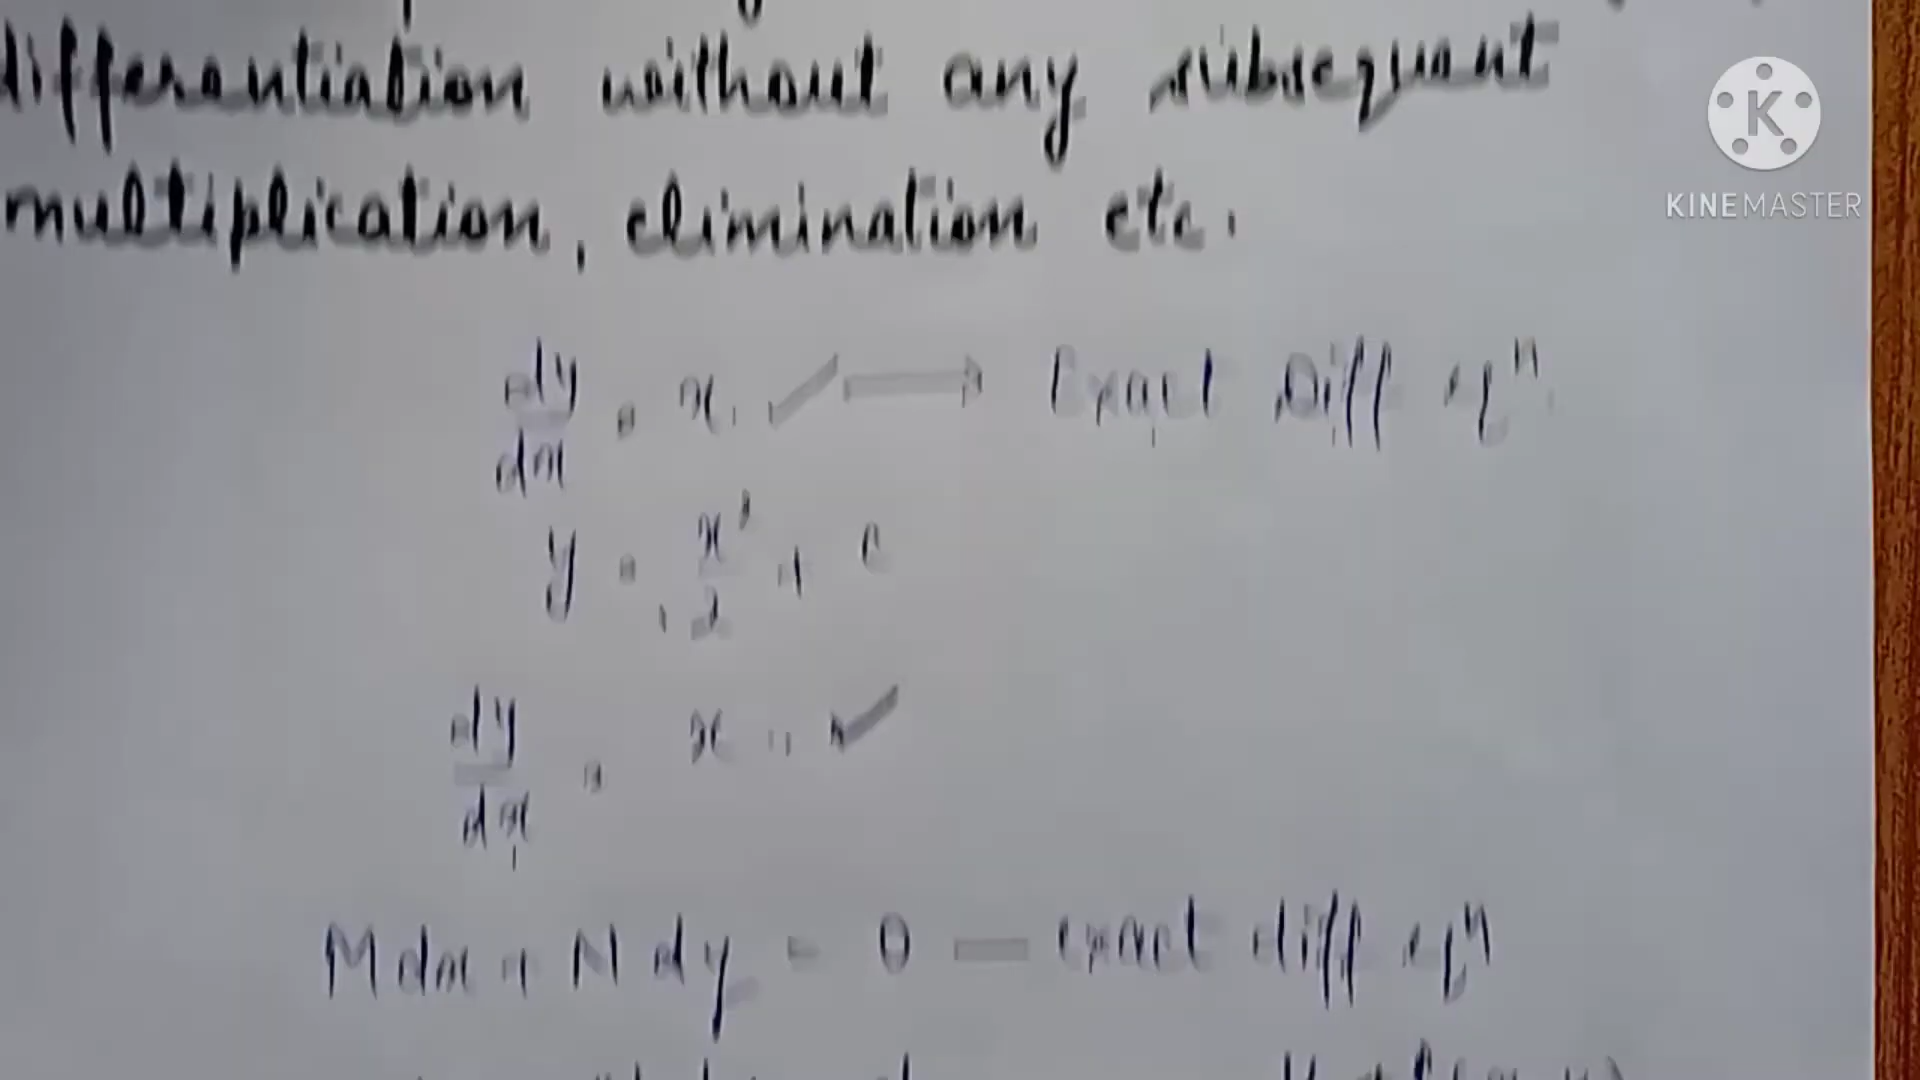 differentiation without any subsequent
multiplication, elimination etc.
KINEMASTER
dy/dx = x ✓ → Exact Diff eqn.
y = x²/2 + c
dy/dx = x ✓
Mdx + Ndy = 0 — exact diff eqn